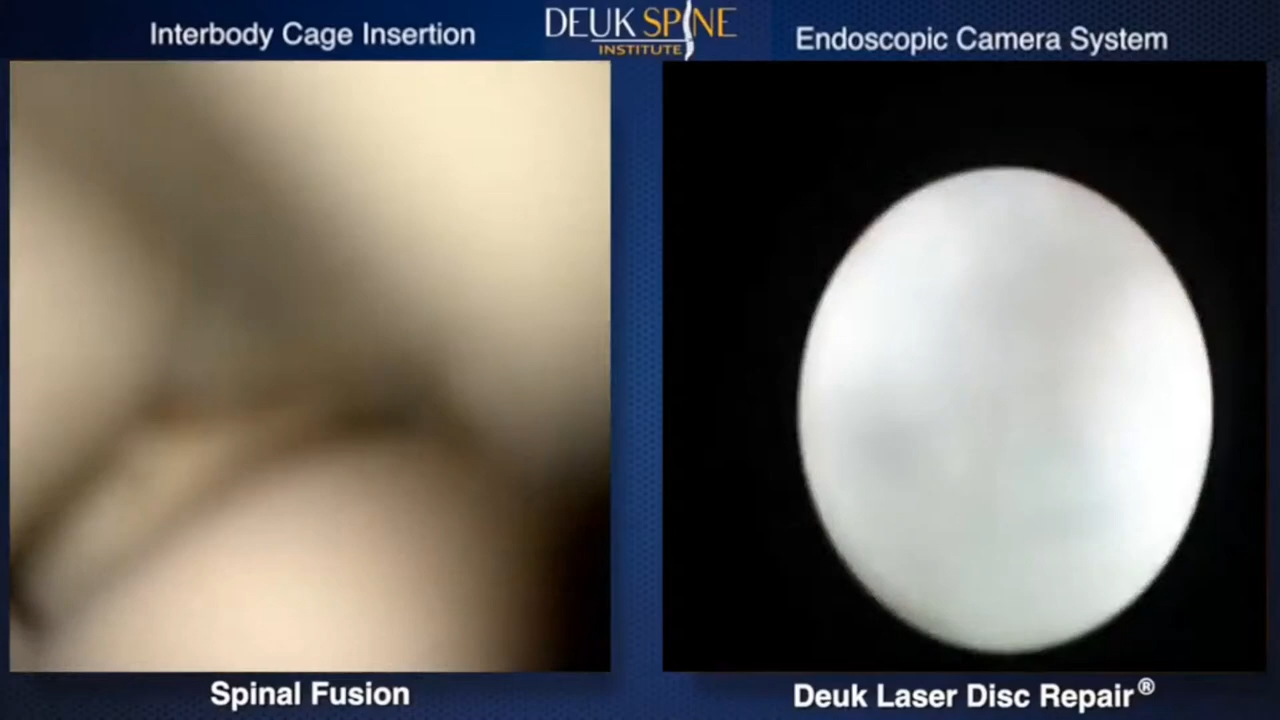 Interbody Cage Insertion
DEUK SPINE
INSTITUTE
Endoscopic Camera System
Spinal Fusion
Deuk Laser Disc Repair®